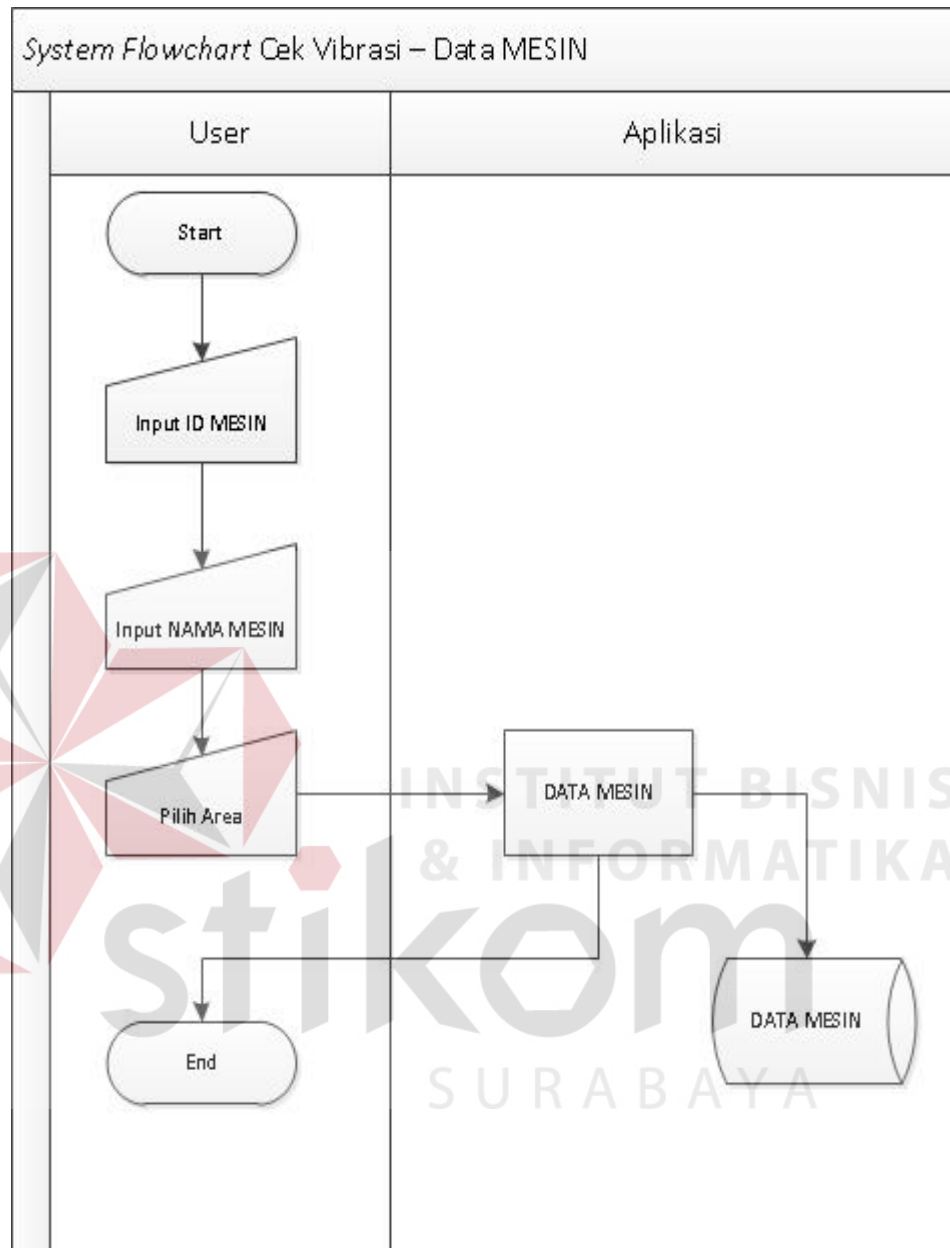 System Flowchart Cek Vibrasi – Data MESIN
User
Aplikasi
Start
Input ID MESIN
Input NAMA MESIN
Pilih Area
DATA MESIN
DATA MESIN
End
INSTITUT BISNIS
& INFORMATIKA
stikom
SURABAYA